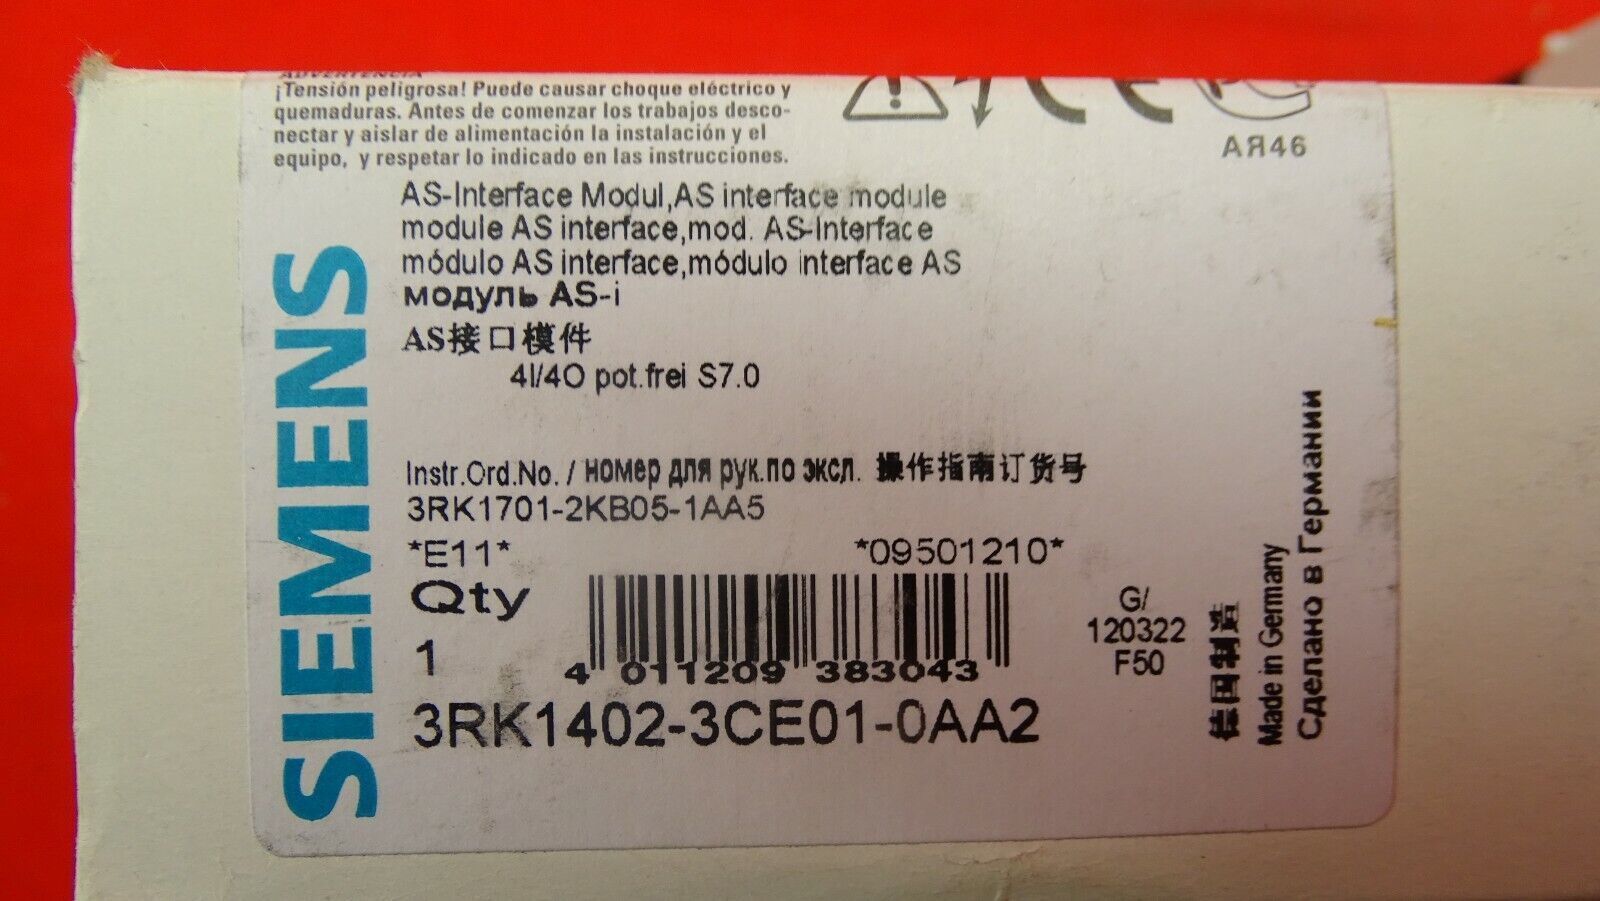 ADVERTENCIA
¡Tensión peligrosa! Puede causar choque eléctrico y
quemaduras. Antes de comenzar los trabajos desco-
nectar y aislar de alimentación la instalación y el
equipo, y respetar lo indicado en las instrucciones.
CE
АЯ46
AS-Interface Modul,AS interface module
module AS interface,mod. AS-Interface
módulo AS interface,módulo interface AS
модуль AS-i
AS接口模件
4I/4O pot.frei S7.0
SIEMENS
Instr.Ord.No. / номер для рук.по экспл. 操作指南订货号
3RK1701-2KB05-1AA5
*E11* *09501210*
Qty
1
4 011209 383043
3RK1402-3CE01-0AA2
G/
120322
F50
德国制造
Made in Germany
Сделано в Германии